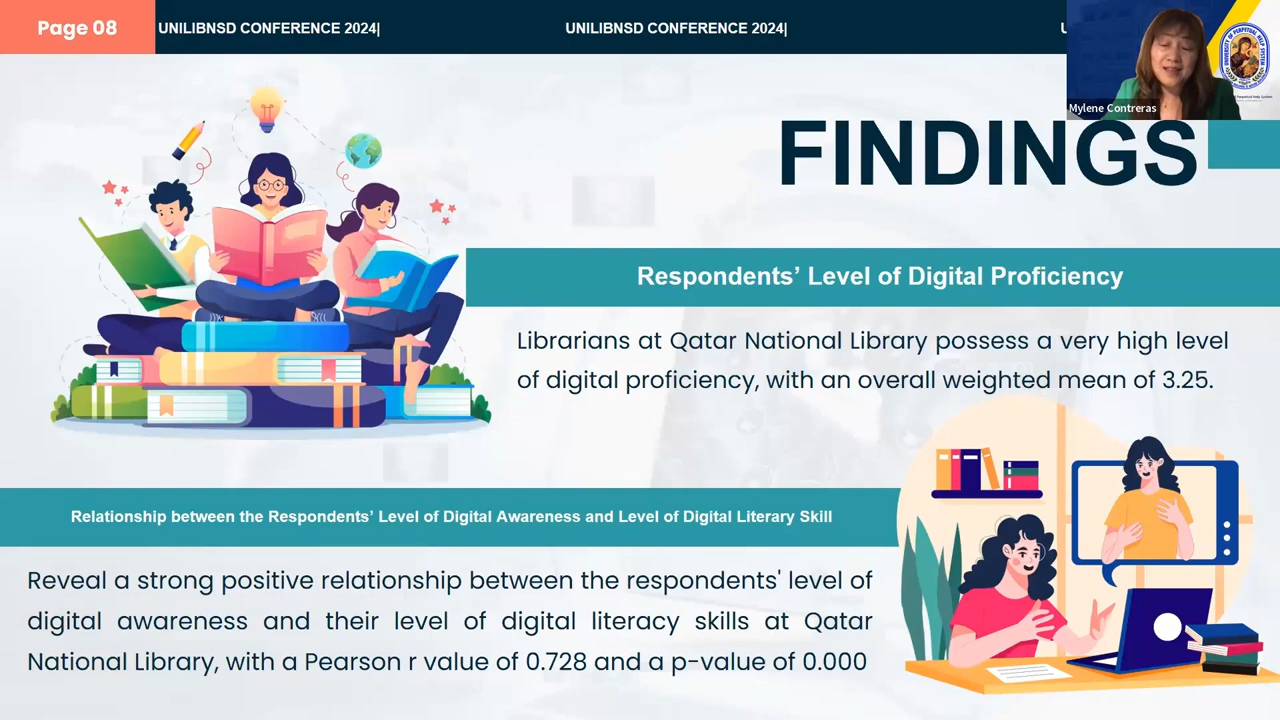 Page 08
UNILIBNSD CONFERENCE 2024|
UNILIBNSD CONFERENCE 2024|
Mylene Contreras
FINDINGS
Respondents’ Level of Digital Proficiency
Librarians at Qatar National Library possess a very high level
of digital proficiency, with an overall weighted mean of 3.25.
Relationship between the Respondents’ Level of Digital Awareness and Level of Digital Literary Skill
Reveal a strong positive relationship between the respondents' level of
digital awareness and their level of digital literacy skills at Qatar
National Library, with a Pearson r value of 0.728 and a p-value of 0.000